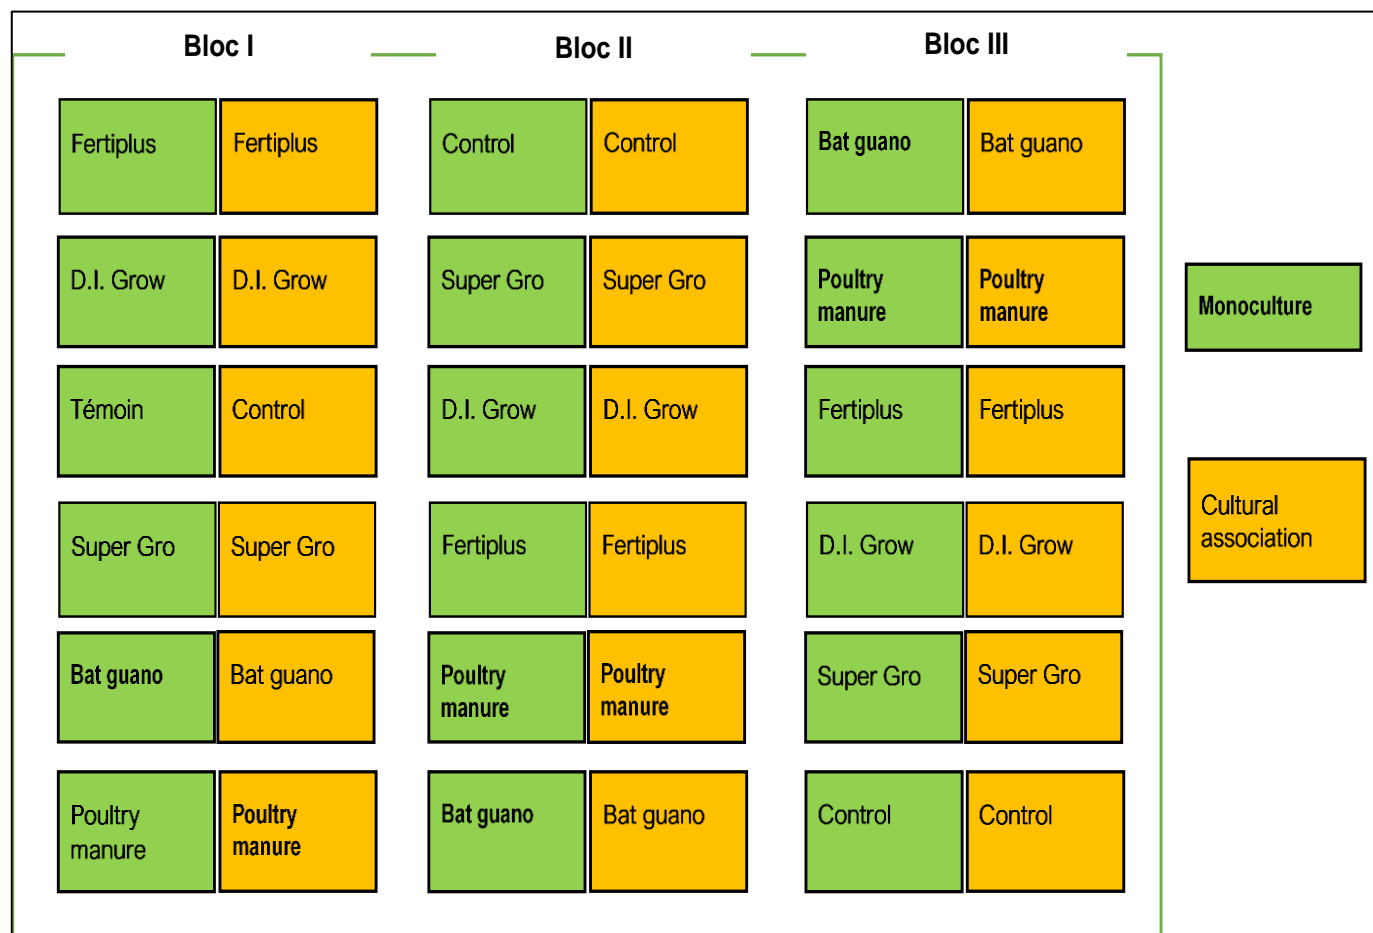 Bloc I
Bloc II
Bloc III
Fertiplus
Fertiplus
Control
Control
Bat guano
Bat guano
D.I. Grow
D.I. Grow
Super Gro
Super Gro
Poultry
manure
Poultry
manure
Monoculture
Témoin
Control
D.I. Grow
D.I. Grow
Fertiplus
Fertiplus
Cultural
association
Super Gro
Super Gro
Fertiplus
Fertiplus
D.I. Grow
D.I. Grow
Bat guano
Bat guano
Poultry
manure
Poultry
manure
Super Gro
Super Gro
Poultry
manure
Poultry
manure
Bat guano
Bat guano
Control
Control